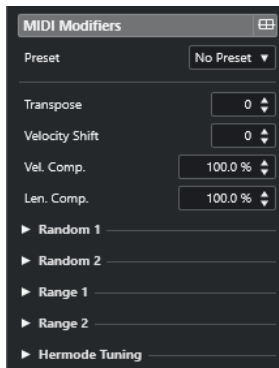 MIDI Modifiers
Preset No Preset
Transpose 0
Velocity Shift 0
Vel. Comp. 100.0 %
Len. Comp. 100.0 %
Random 1
Random 2
Range 1
Range 2
Hermode Tuning